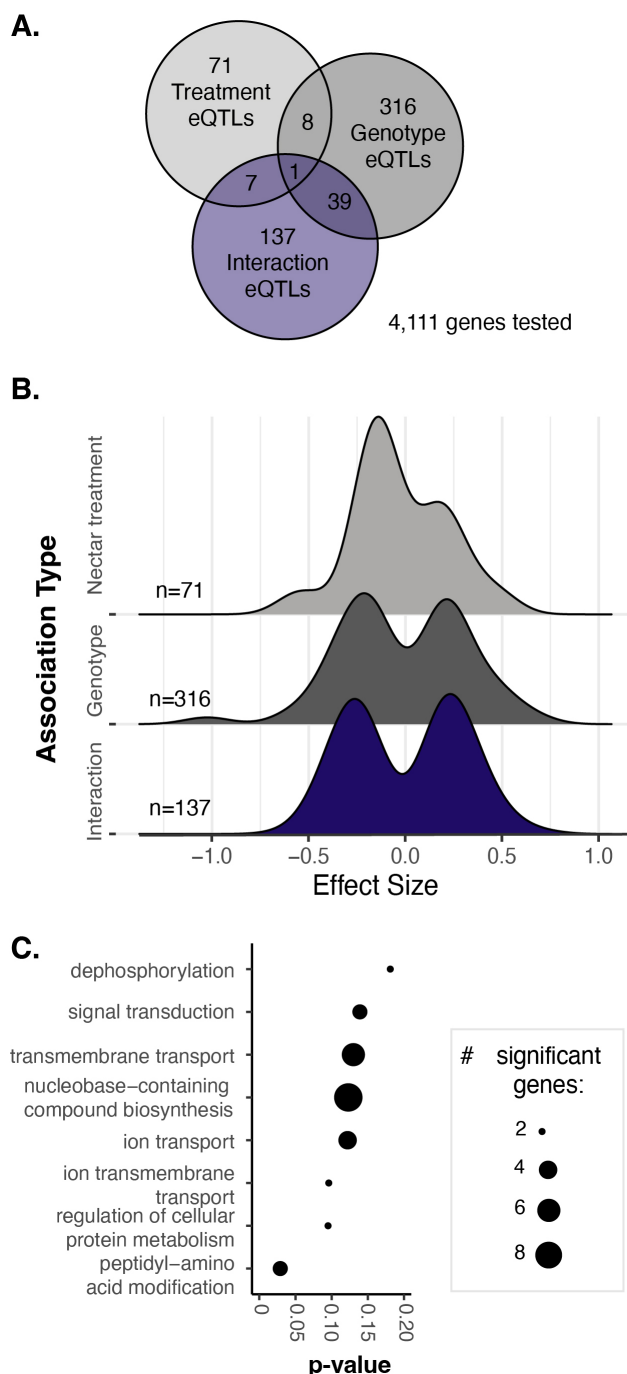 A.
71
Treatment
eQTLs
8
316
Genotype
eQTLs
7
1
39
137
Interaction
eQTLs
4,111 genes tested
B.
Association Type
Nectar treatment
Genotype
Interaction
n=71
n=316
n=137
−1.0 −0.5 0.0 0.5 1.0
Effect Size
C.
dephosphorylation
signal transduction
transmembrane transport
nucleobase−containing
compound biosynthesis
ion transport
ion transmembrane
transport
regulation of cellular
protein metabolism
peptidyl−amino
acid modification
0 0.05 0.10 0.15 0.20
p-value
# significant
genes:
2
4
6
8